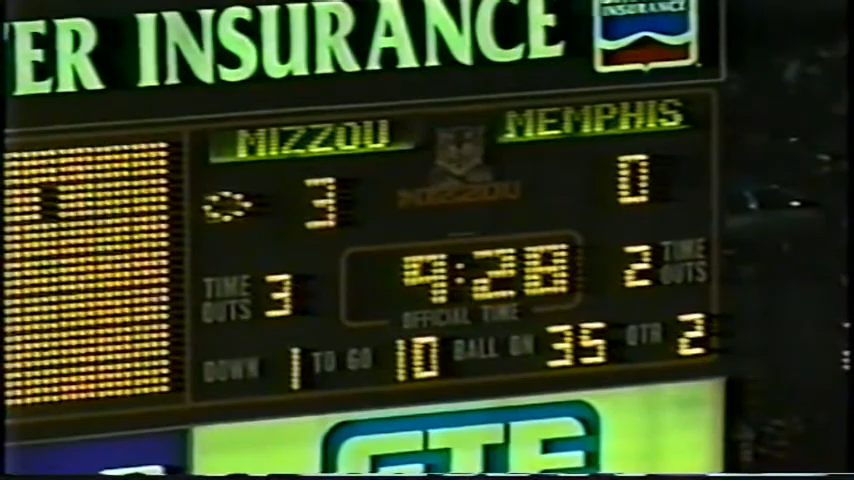 ER INSURANCE
INSURANCE
MIZZOU MEMPHIS
3 MIZZOU 0
TIME OUTS 3 9:28 2 TIME OUTS
OFFICIAL TIME
DOWN 1 TO GO 10 BALL ON 35 QTR 2
GTE